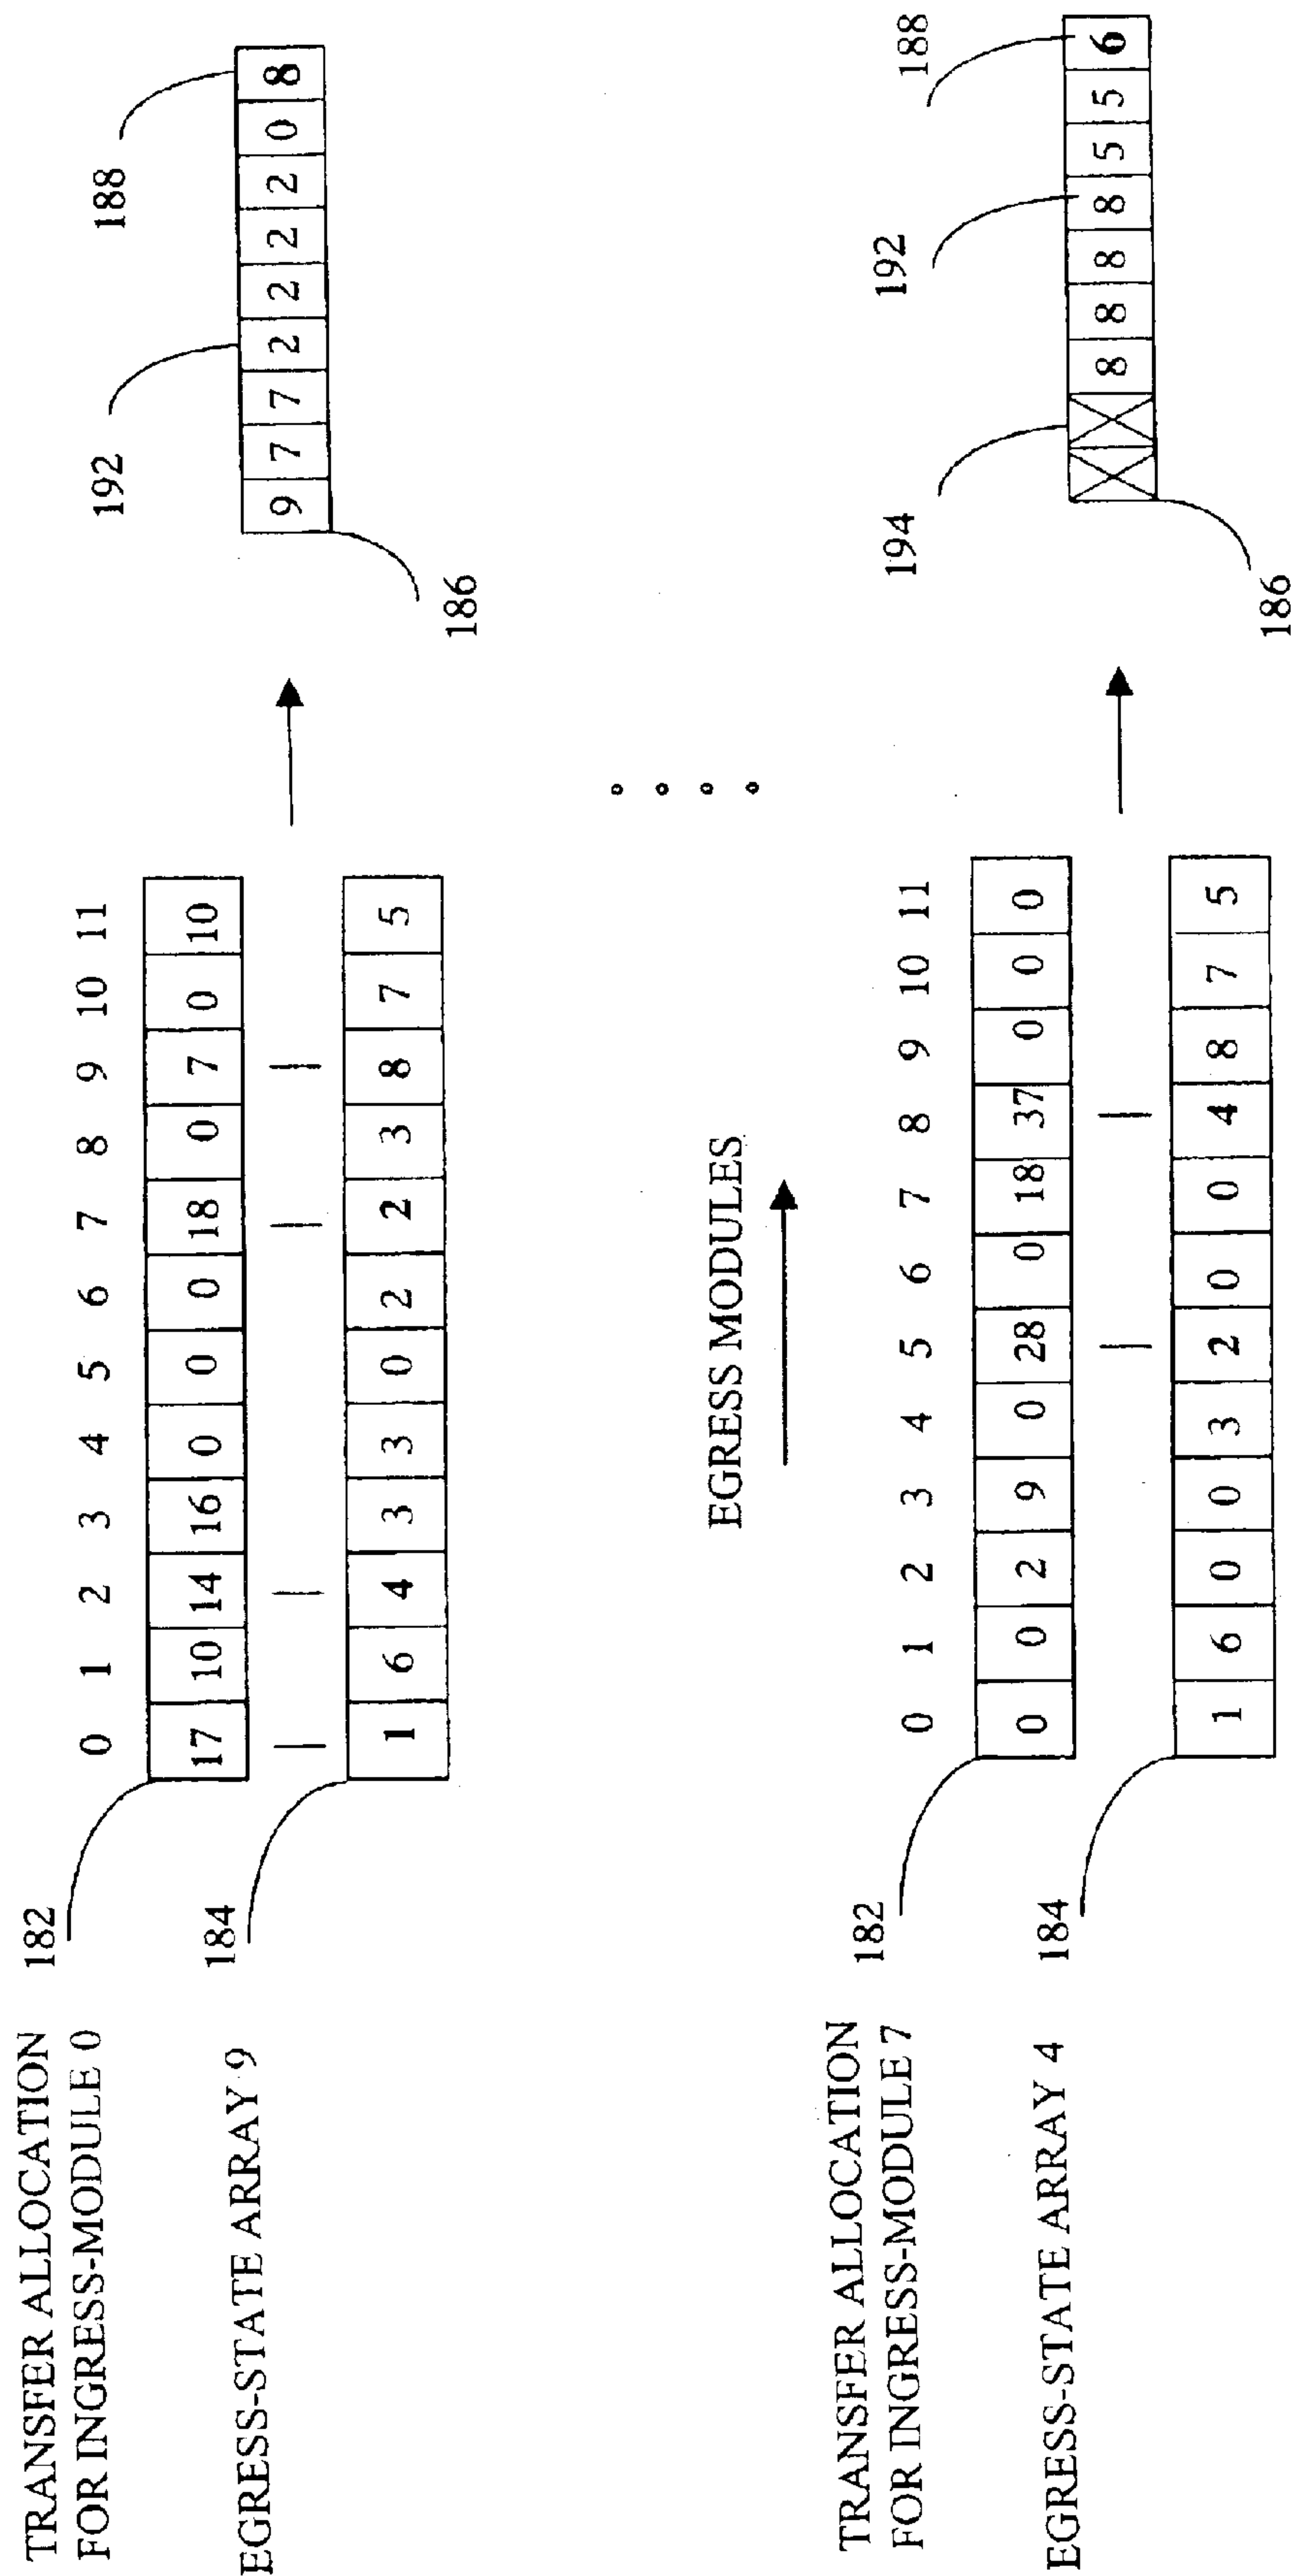 TRANSFER ALLOCATION
FOR INGRESS-MODULE 0
182
0 1 2 3 4 5 6 7 8 9 10 11
17 10 14 16 0 0 0 18 0 7 0 10
EGRESS-STATE ARRAY 9
184
1 6 4 3 3 0 2 2 3 8 7 5
192
188
9 7 7 2 2 2 2 0 8
186
EGRESS MODULES
TRANSFER ALLOCATION
FOR INGRESS-MODULE 7
182
0 1 2 3 4 5 6 7 8 9 10 11
0 0 2 9 0 28 0 18 37 0 0 0
EGRESS-STATE ARRAY 4
184
1 6 0 0 3 2 0 0 4 8 7 5
194
192
188
8 8 8 8 5 5 6
186